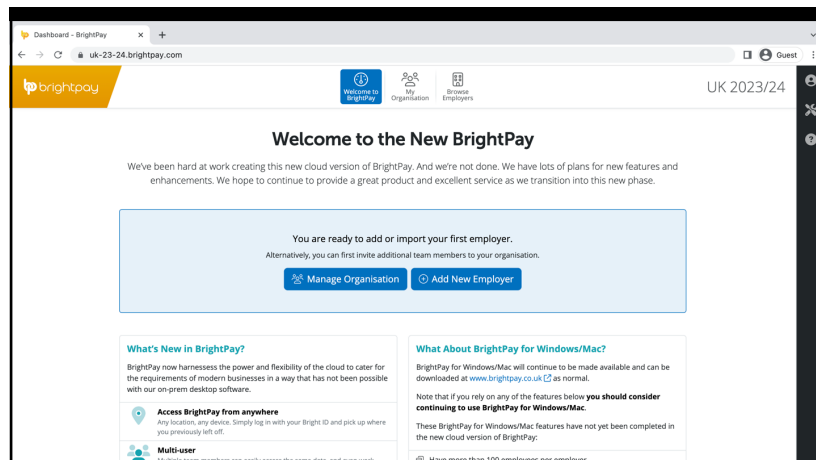 Dashboard - BrightPay
uk-23-24.brightpay.com
Guest
brightpay
Welcome to
BrightPay
My
Organisation
Browse
Employers
UK 2023/24
Welcome to the New BrightPay
We've been hard at work creating this new cloud version of BrightPay. And we're not done. We have lots of plans for new features and
enhancements. We hope to continue to provide a great product and excellent service as we transition into this new phase.
You are ready to add or import your first employer.
Alternatively, you can first invite additional team members to your organisation.
Manage Organisation
Add New Employer
What's New in BrightPay?
BrightPay now harnessess the power and flexibility of the cloud to cater for
the requirements of modern businesses in a way that has not been possible
with our on-prem desktop software.
Access BrightPay from anywhere
Any location, any device. Simply log in with your Bright ID and pick up where
you previously left off.
Multi-user
What About BrightPay for Windows/Mac?
BrightPay for Windows/Mac will continue to be made available and can be
downloaded at www.brightpay.co.uk as normal.
Note that if you rely on any of the features below you should consider
continuing to use BrightPay for Windows/Mac.
These BrightPay for Windows/Mac features have not yet been completed in
the new cloud version of BrightPay:
Have more than 100 employees per employer